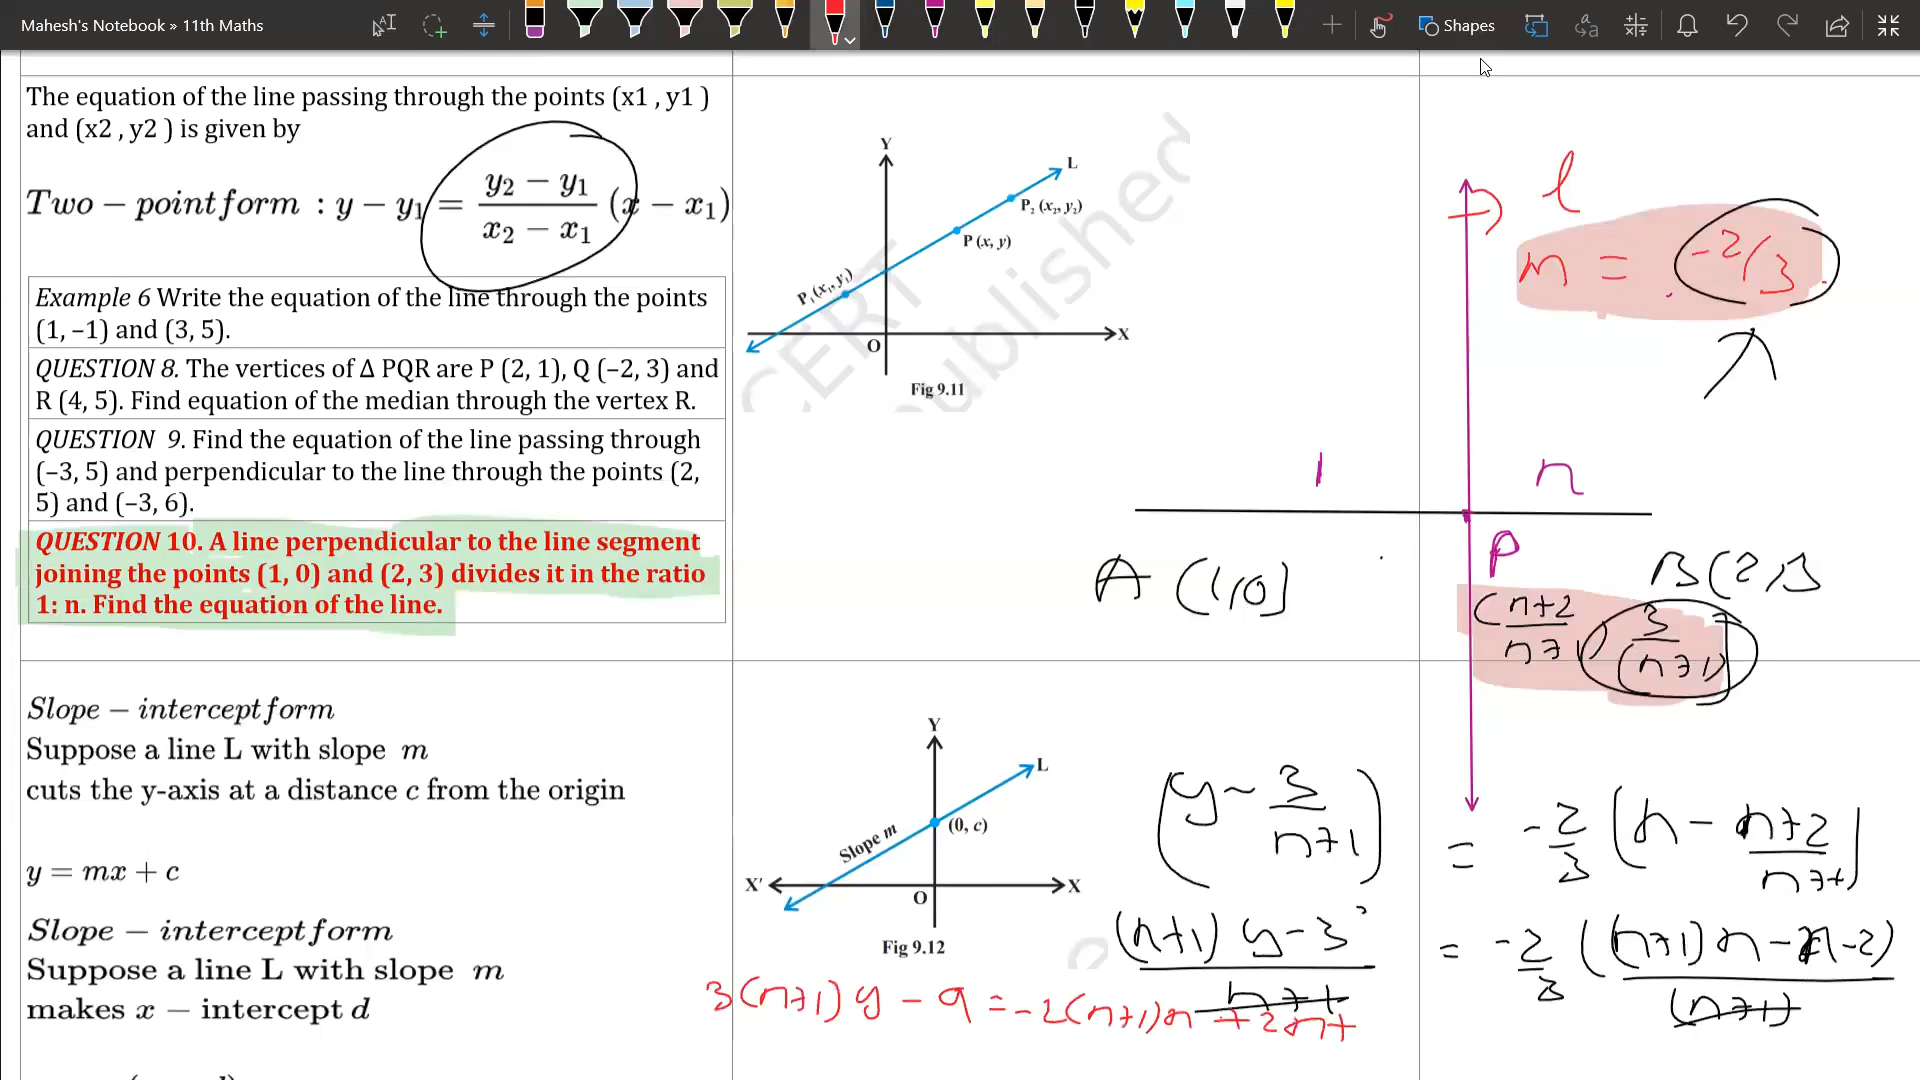 Mahesh's Notebook » 11th Maths
Shapes
The equation of the line passing through the points (x1 , y1 )
and (x2 , y2 ) is given by
Two − pointform : y − y₁ = (y₂ − y₁)/(x₂ − x₁) (x − x₁)
Example 6 Write the equation of the line through the points
(1, –1) and (3, 5).
QUESTION 8. The vertices of Δ PQR are P (2, 1), Q (–2, 3) and
R (4, 5). Find equation of the median through the vertex R.
QUESTION 9. Find the equation of the line passing through
(–3, 5) and perpendicular to the line through the points (2,
5) and (–3, 6).
QUESTION 10. A line perpendicular to the line segment
joining the points (1, 0) and (2, 3) divides it in the ratio
1: n. Find the equation of the line.
Slope − interceptform
Suppose a line L with slope m
cuts the y-axis at a distance c from the origin
y = mx + c
Slope − interceptform
Suppose a line L with slope m
makes x − intercept d
Y
L
P₂ (x₂, y₂)
P (x, y)
P₁ (x₁, y₁)
X
O
Fig 9.11
CERT
published
l
m = -2/3
1 n
P
A (1,0) B(2,3
(n+2/n+1) (3/(n+1))
Y
L
(0, c)
Slope m
X′
X
O
Fig 9.12
(y - 3/n+1) = -2/3 (x - n+2/n+1)
(n+1) y - 3 / n+1 = -2/3 ((n+1)x - n - 2) / (n+1)
3(n+1) y - 9 = -2(n+1)x + 2n+